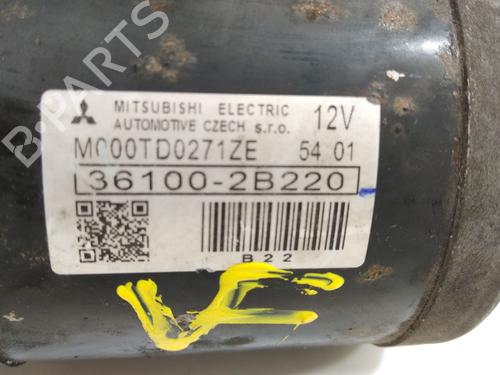 MITSUBISHI ELECTRIC 12V
AUTOMOTIVE CZECH s.r.o.
M000TD0271ZE 54 01
36100-2B220
B22
B-PARTS